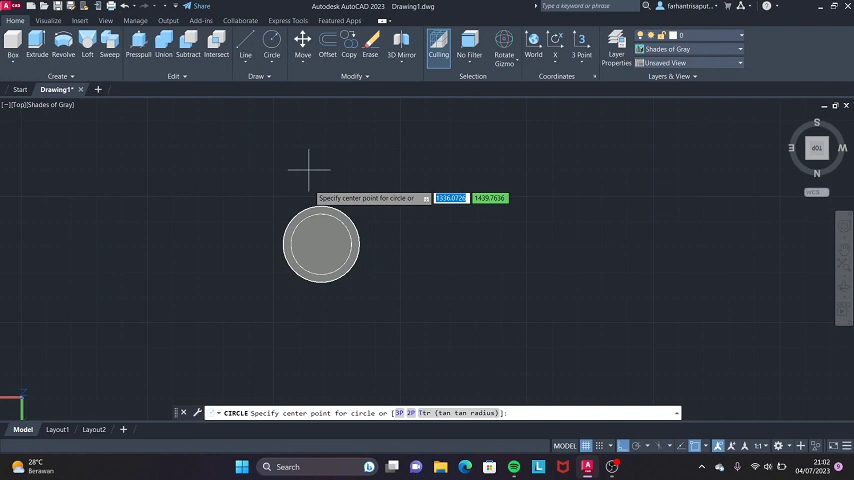 Autodesk AutoCAD 2023 Drawing1.dwg
Share
Type a keyword or phrase
farhantrisaput...
Home Visualize Add-ins Manage Output Insert View Collaborate Express Tools Featured Apps
Box Extrude Revolve Loft Sweep Presspull Union Subtract Intersect Line Circle Move Offset Copy Erase 3D Mirror Culling No Filter Rotate Gizmo World X 3 Point Layer Properties
0
Shades of Gray
Unsaved View
Create Edit Draw Modify Selection Coordinates Layers & View
Start Drawing1*
[−][Top][Shades of Gray]
S
E TOP W
N
WCS
Specify center point for circle or 1336.0726 1439.7636
CIRCLE Specify center point for circle or [3P 2P Ttr (tan tan radius)]:
Model Layout1 Layout2
MODEL 1:1
28°C
Berawan
Search
21:02
04/07/2023